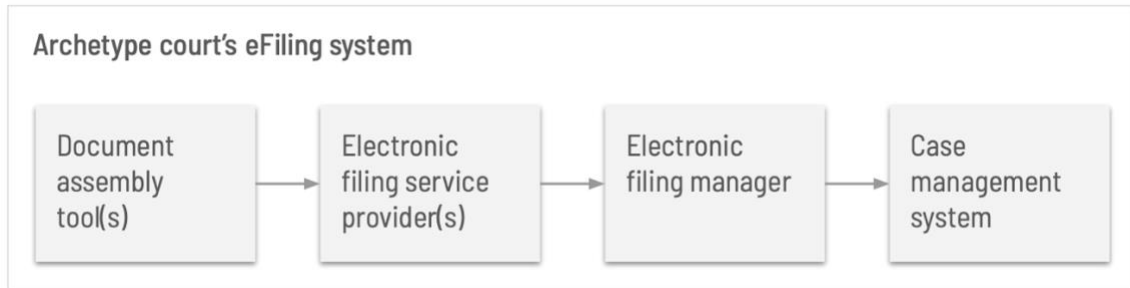 Archetype court’s eFiling system
Document
assembly
tool(s)
Electronic
filing service
provider(s)
Electronic
filing manager
Case
management
system